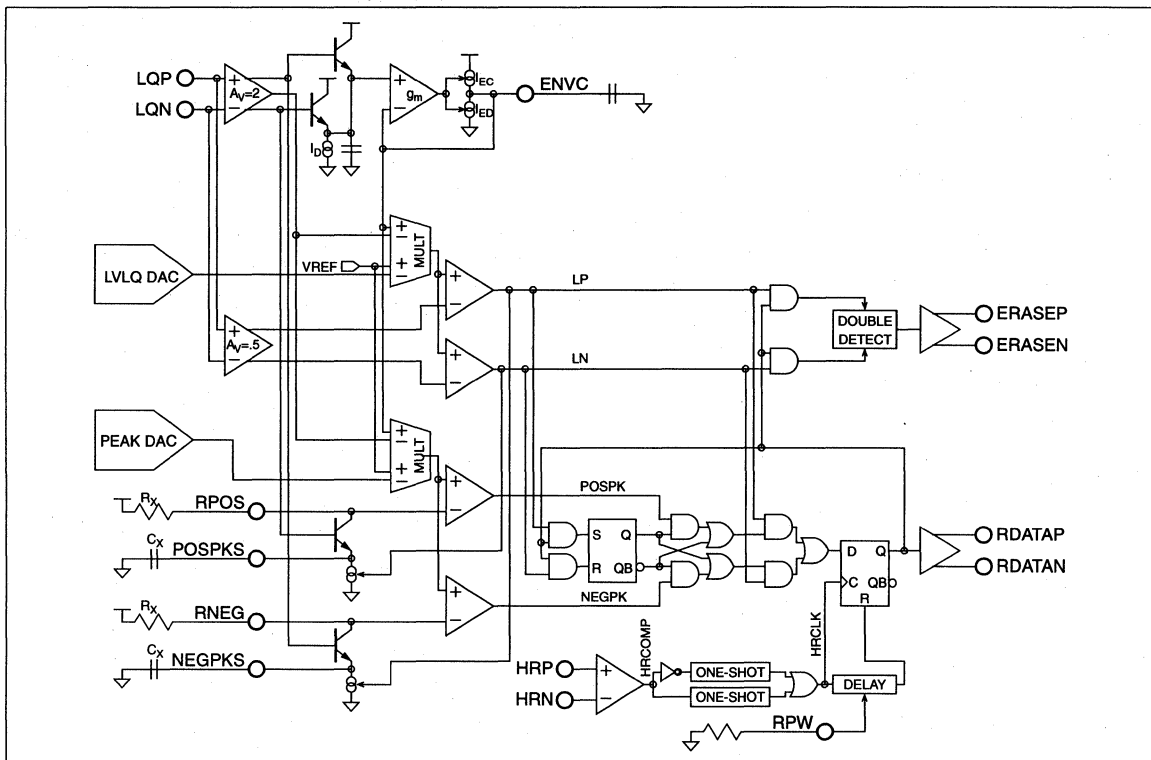 LQP
LQN
+
−
AV=2
ID
+
−
gm
IEC
IED
ENVC
LVLQ DAC
VREF
+
−
+
−
MULT
+
−
LP
+
−
AV=.5
+
−
LN
DOUBLE
DETECT
ERASEP
ERASEN
PEAK DAC
+
−
+
−
MULT
+
−
POSPK
RX
RPOS
CX
POSPKS
S
Q
R
QB
D
Q
C
QB
R
RDATAP
RDATAN
RX
RNEG
+
−
NEGPK
CX
NEGPKS
HRP
HRN
+
−
HRCOMP
ONE-SHOT
ONE-SHOT
HRCLK
DELAY
RPW